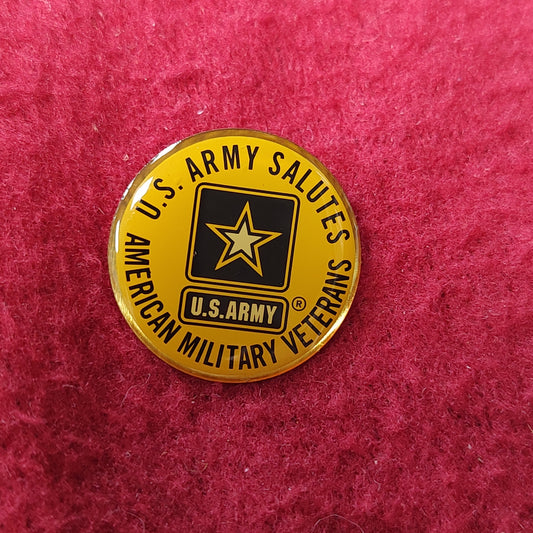 U.S. ARMY SALUTES
U.S. ARMY ®
AMERICAN MILITARY VETERANS